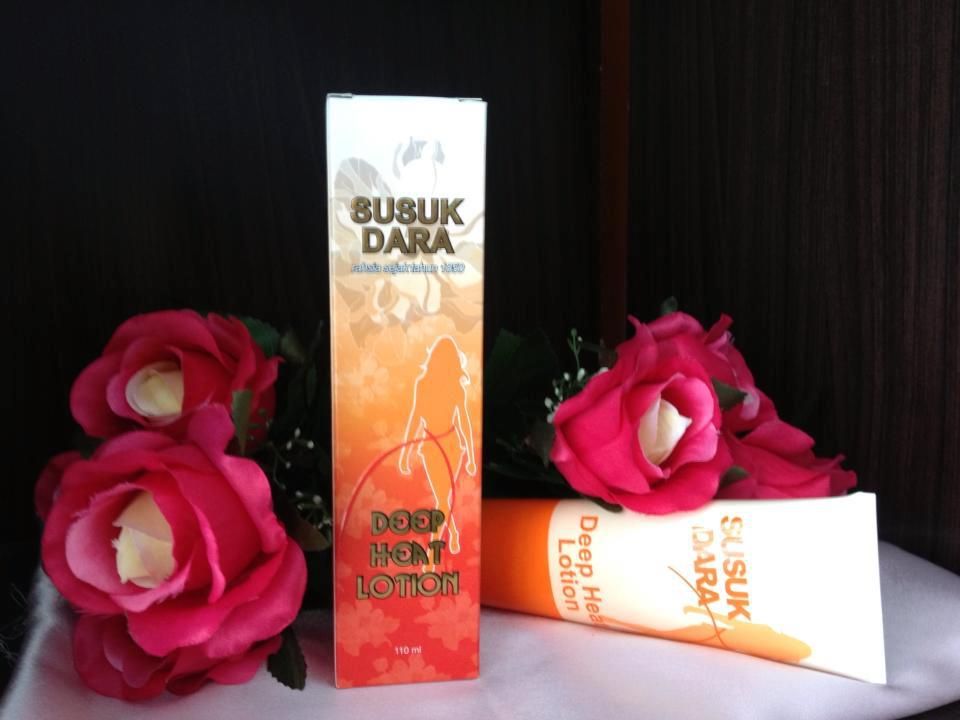 SUSUK
DARA
rahsia sejak tahun 1850
DEEP
HEAT
LOTION
110 ml
SUSUK
DARA
Deep Hea
Lotion